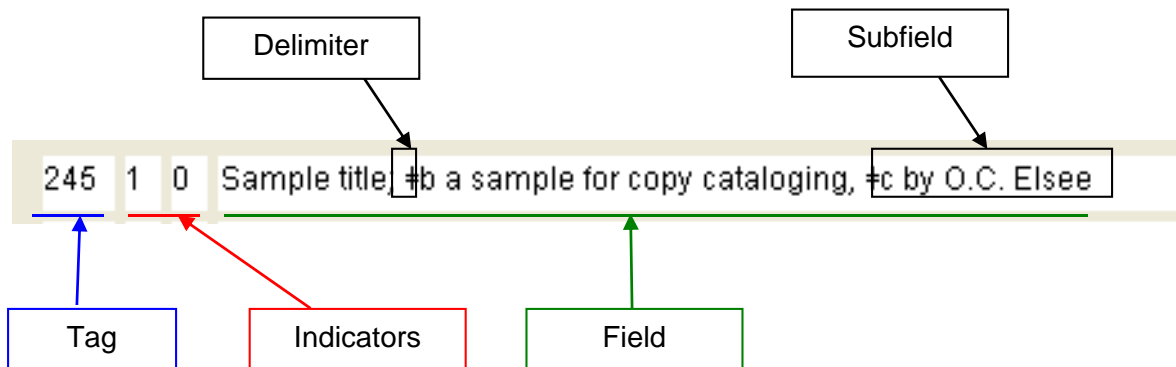 Delimiter
Subfield
245 1 0 Sample title; ǂb a sample for copy cataloging, ǂc by O.C. Elsee
Tag
Indicators
Field